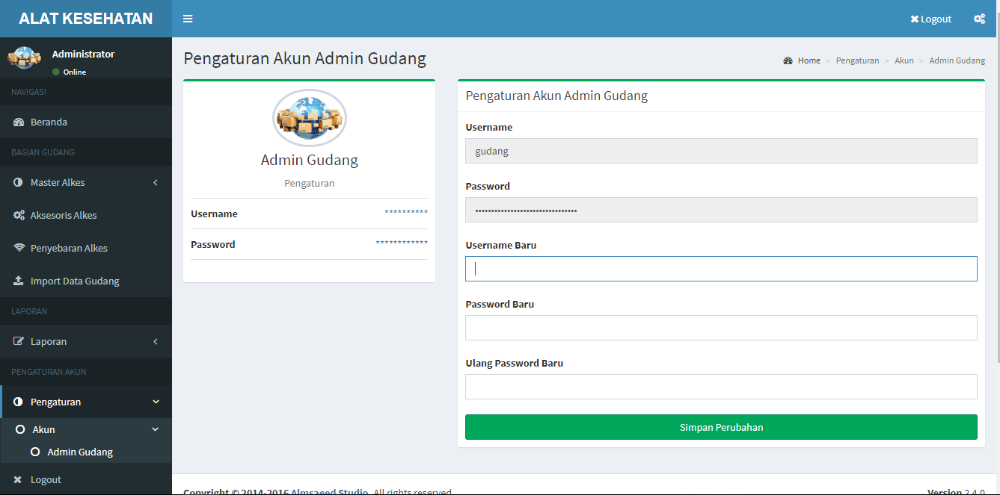 ALAT KESEHATAN
Logout
Administrator
Online
NAVIGASI
Beranda
BAGIAN GUDANG
Master Alkes
Aksesoris Alkes
Penyebaran Alkes
Import Data Gudang
LAPORAN
Laporan
PENGATURAN AKUN
Pengaturan
Akun
Admin Gudang
Logout
Pengaturan Akun Admin Gudang
Home > Pengaturan > Akun > Admin Gudang
Admin Gudang
Pengaturan
Username **********
Password ************
Pengaturan Akun Admin Gudang
Username
gudang
Password
••••••••••••••••••••••••••••••••
Username Baru
Password Baru
Ulang Password Baru
Simpan Perubahan
Copyright © 2014-2016 Almsaeed Studio. All rights reserved.
Version 2.4.0